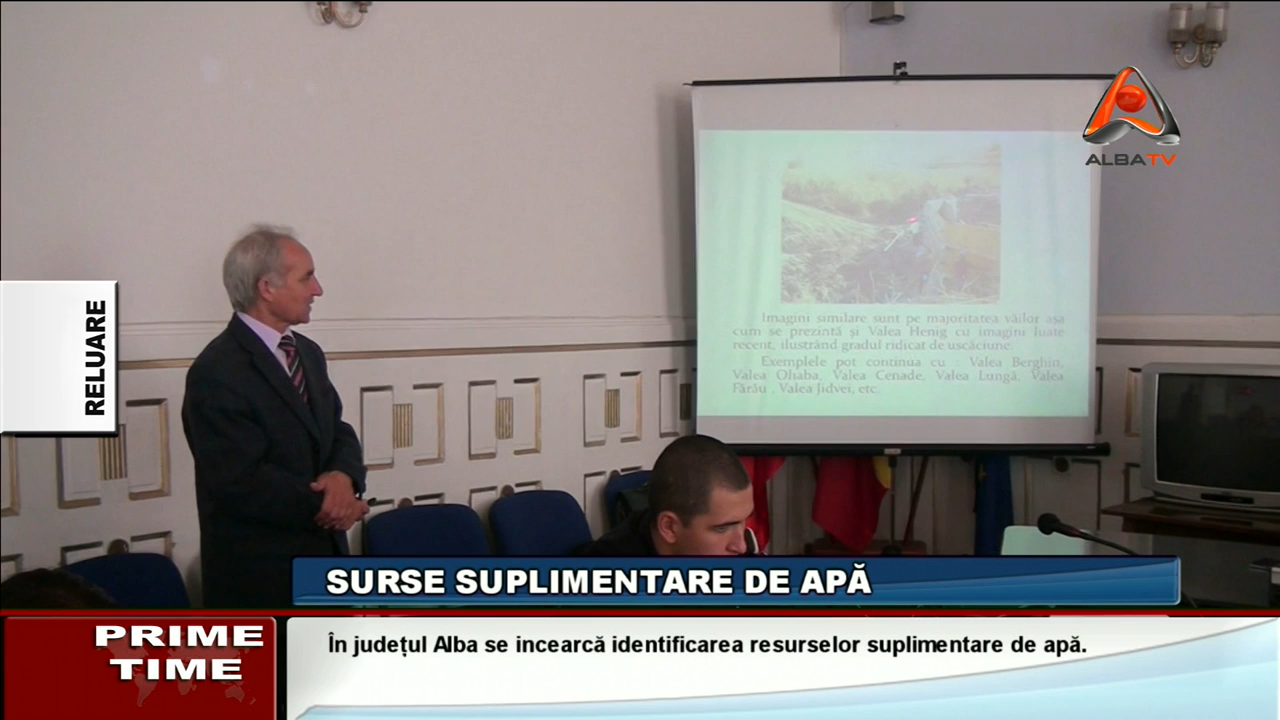 ALBATV
Imagini similare sunt pe majoritatea văilor așa
cum se prezintă și Valea Henig cu imagini luate
recent, ilustrând gradul ridicat de uscăciune.
Exemplele pot continua cu : Valea Berghin,
Valea Ohaba, Valea Cenade, Valea Lungă, Valea
Fărău , Valea Jidvei, etc.
RELUARE
SURSE SUPLIMENTARE DE APĂ
PRIME
TIME
În județul Alba se incearcă identificarea resurselor suplimentare de apă.